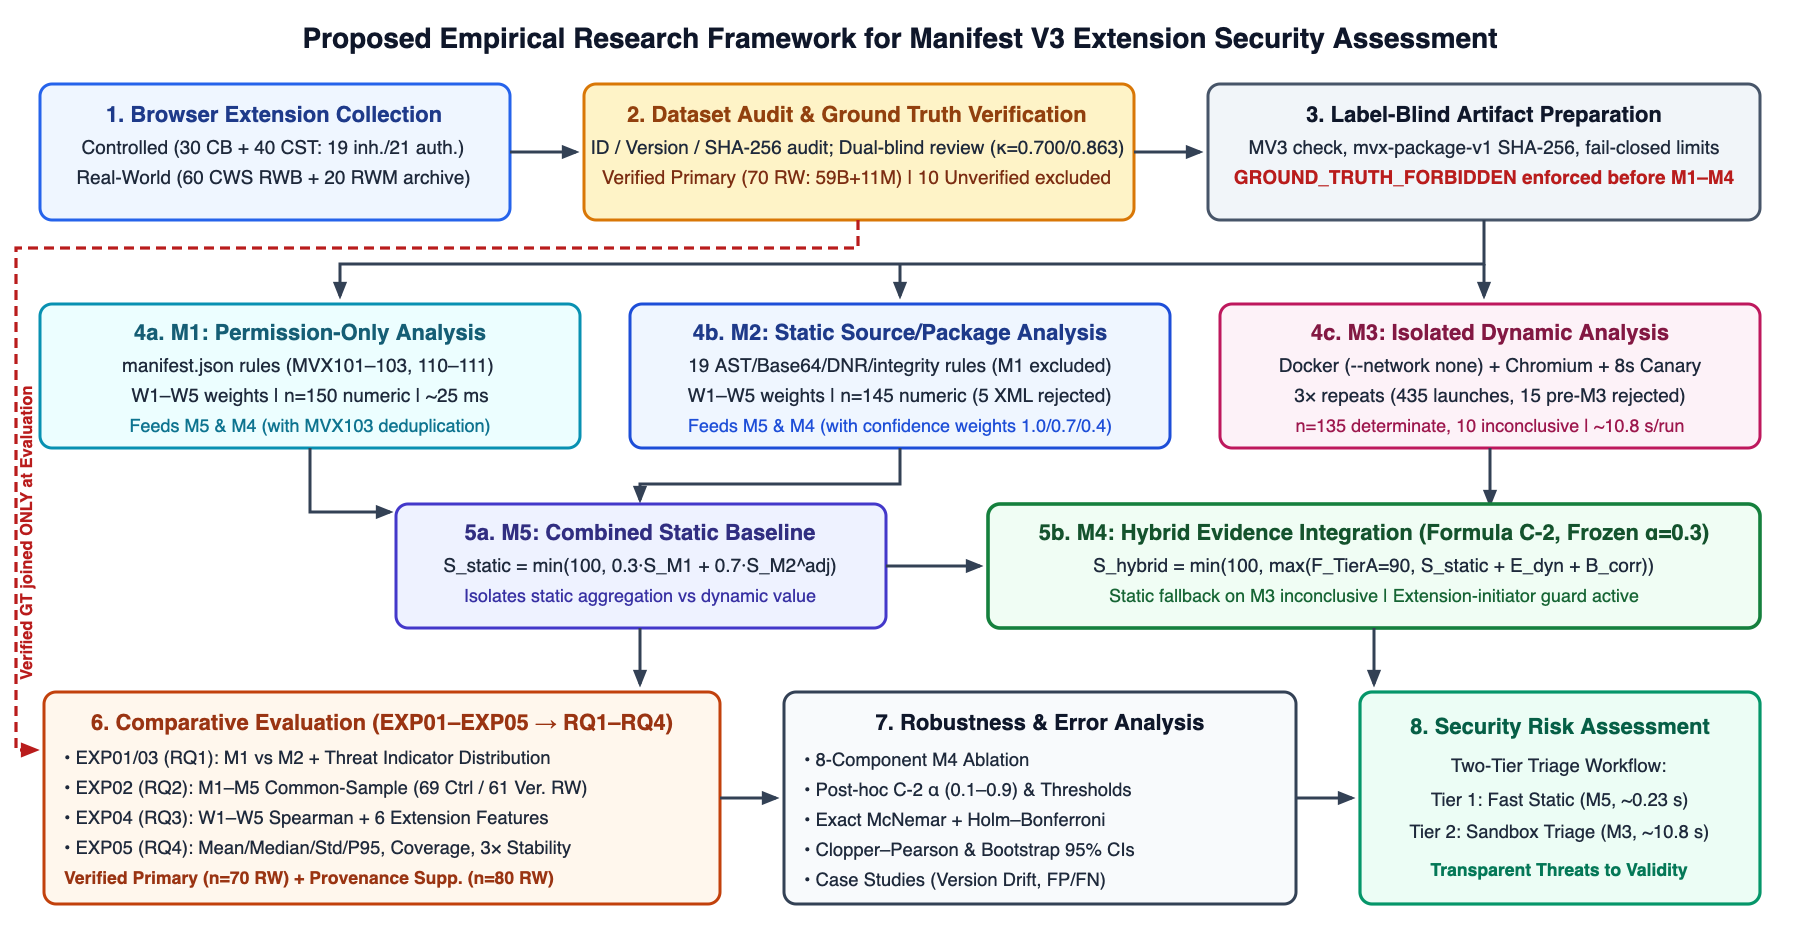 Proposed Empirical Research Framework for Manifest V3 Extension Security Assessment
1. Browser Extension Collection
Controlled (30 CB + 40 CST: 19 inh./21 auth.)
Real-World (60 CWS RWB + 20 RWM archive)
2. Dataset Audit & Ground Truth Verification
ID / Version / SHA-256 audit; Dual-blind review (κ=0.700/0.863)
Verified Primary (70 RW: 59B+11M) | 10 Unverified excluded
3. Label-Blind Artifact Preparation
MV3 check, mvx-package-v1 SHA-256, fail-closed limits
GROUND_TRUTH_FORBIDDEN enforced before M1–M4
Verified GT joined ONLY at Evaluation
4a. M1: Permission-Only Analysis
manifest.json rules (MVX101–103, 110–111)
W1–W5 weights | n=150 numeric | ~25 ms
Feeds M5 & M4 (with MVX103 deduplication)
4b. M2: Static Source/Package Analysis
19 AST/Base64/DNR/integrity rules (M1 excluded)
W1–W5 weights | n=145 numeric (5 XML rejected)
Feeds M5 & M4 (with confidence weights 1.0/0.7/0.4)
4c. M3: Isolated Dynamic Analysis
Docker (--network none) + Chromium + 8s Canary
3× repeats (435 launches, 15 pre-M3 rejected)
n=135 determinate, 10 inconclusive | ~10.8 s/run
5a. M5: Combined Static Baseline
S_static = min(100, 0.3·S_M1 + 0.7·S_M2^adj)
Isolates static aggregation vs dynamic value
5b. M4: Hybrid Evidence Integration (Formula C-2, Frozen α=0.3)
S_hybrid = min(100, max(F_TierA=90, S_static + E_dyn + B_corr))
Static fallback on M3 inconclusive | Extension-initiator guard active
6. Comparative Evaluation (EXP01–EXP05 → RQ1–RQ4)
• EXP01/03 (RQ1): M1 vs M2 + Threat Indicator Distribution
• EXP02 (RQ2): M1–M5 Common-Sample (69 Ctrl / 61 Ver. RW)
• EXP04 (RQ3): W1–W5 Spearman + 6 Extension Features
• EXP05 (RQ4): Mean/Median/Std/P95, Coverage, 3× Stability
Verified Primary (n=70 RW) + Provenance Supp. (n=80 RW)
7. Robustness & Error Analysis
• 8-Component M4 Ablation
• Post-hoc C-2 α (0.1–0.9) & Thresholds
• Exact McNemar + Holm–Bonferroni
• Clopper–Pearson & Bootstrap 95% CIs
• Case Studies (Version Drift, FP/FN)
8. Security Risk Assessment
Two-Tier Triage Workflow:
Tier 1: Fast Static (M5, ~0.23 s)
Tier 2: Sandbox Triage (M3, ~10.8 s)
Transparent Threats to Validity